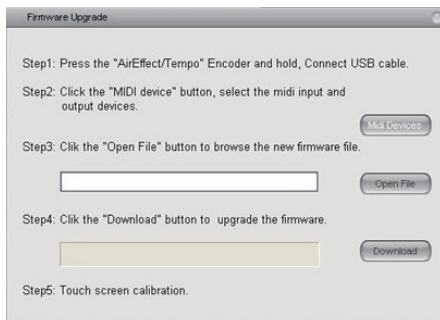 Firmware Upgrade
Step1: Press the "AirEffect/Tempo" Encoder and hold, Connect USB cable.
Step2: Click the "MIDI device" button, select the midi input and
output devices.
Midi Devices
Step3: Clik the "Open File" button to browse the new firmware file.
Open File
Step4: Clik the "Download" button to upgrade the firmware.
Download
Step5: Touch screen calibration.